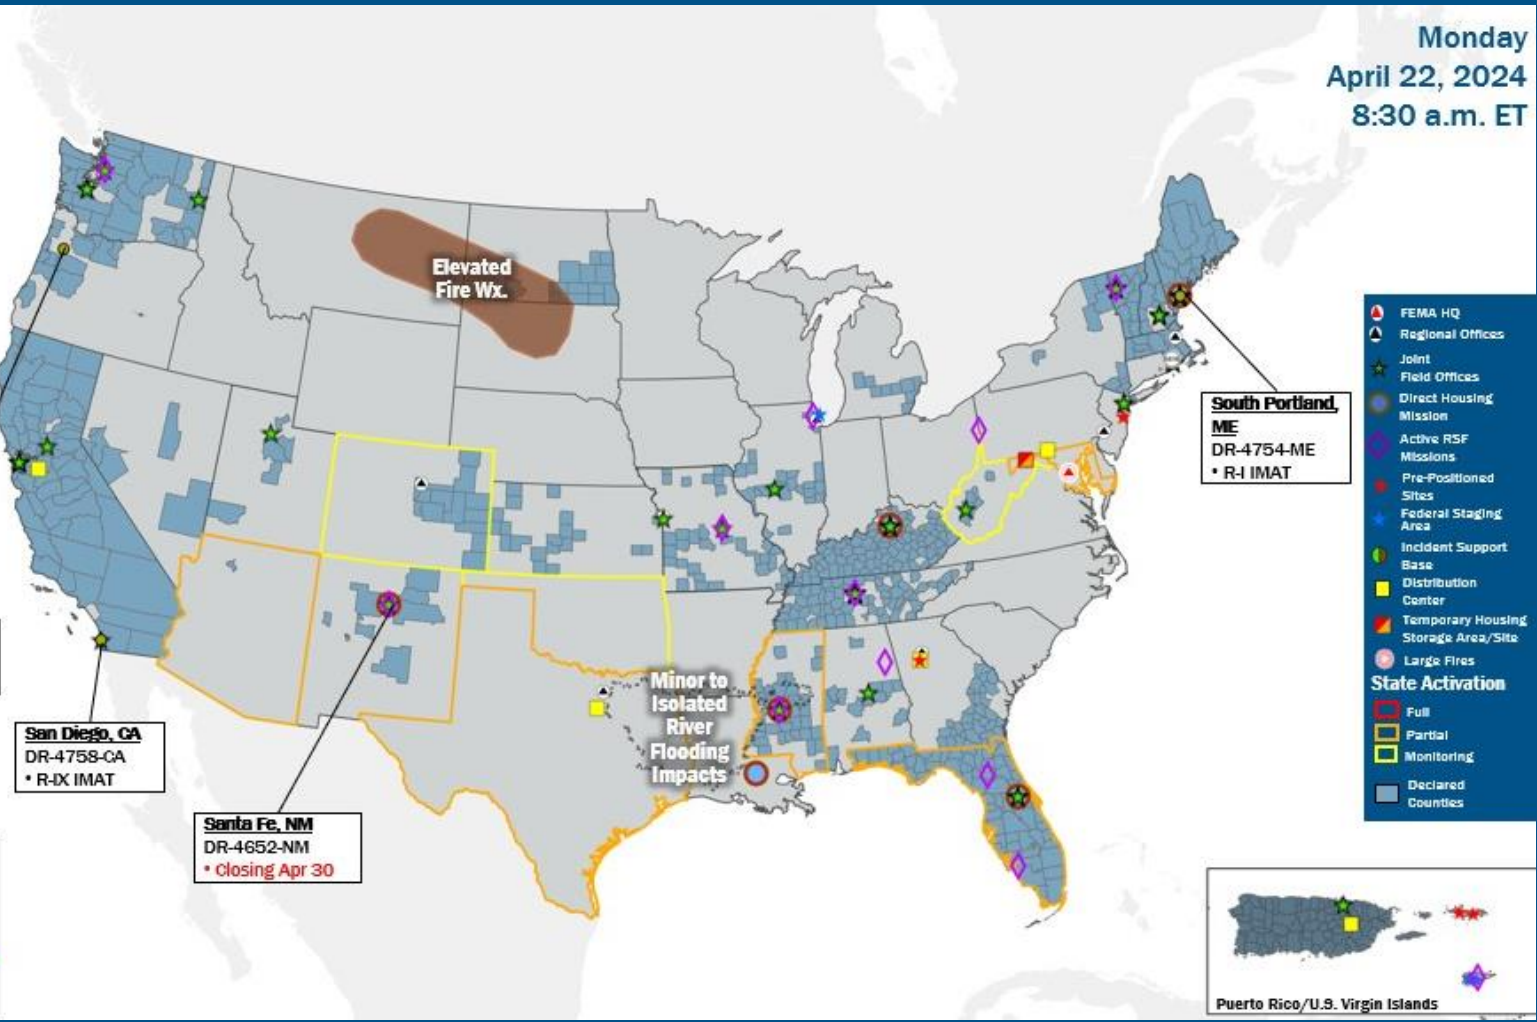 Monday
April 22, 2024
8:30 a.m. ET
Elevated
Fire Wx.
South Portland,
ME
DR-4754-ME
• R-I IMAT
Minor to
Isolated
River
Flooding
Impacts
San Diego, CA
DR-4758-CA
• R-IX IMAT
Santa Fe, NM
DR-4652-NM
• Closing Apr 30
FEMA HQ
Regional Offices
Joint
Field Offices
Direct Housing
Mission
Active RSF
Missions
Pre-Positioned
Sites
Federal Staging
Area
Incident Support
Base
Distribution
Center
Temporary Housing
Storage Area/Site
Large Fires
State Activation
Full
Partial
Monitoring
Declared
Counties
Puerto Rico/U.S. Virgin Islands